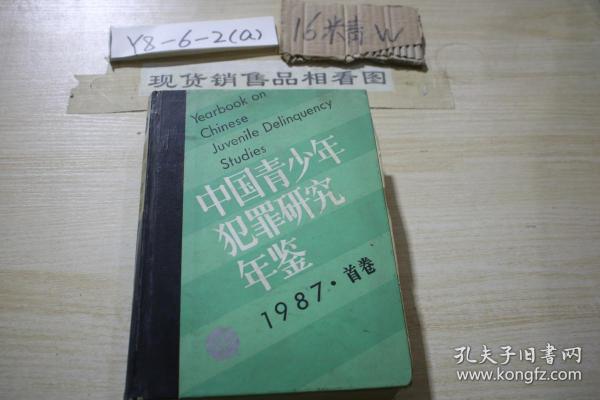 Y8-6-2(a)
16米青W
现货销售品相看图
Yearbook on
Chinese
Juvenile Delinquency
Studies
中国青少年
犯罪研究
年鉴
1987·首卷
孔夫子旧书网
www.kongfz.com